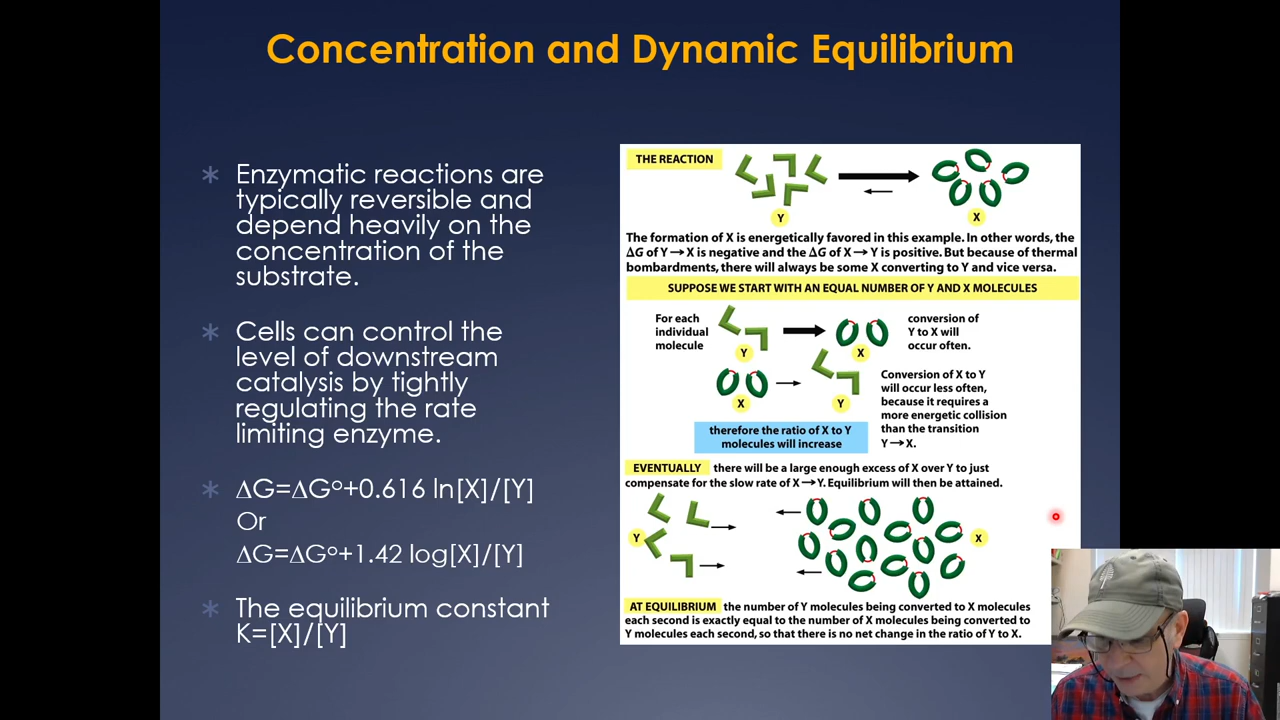 Concentration and Dynamic Equilibrium
Enzymatic reactions are
typically reversible and
depend heavily on the
concentration of the
substrate.
Cells can control the
level of downstream
catalysis by tightly
regulating the rate
limiting enzyme.
∆G=∆Gº+0.616 ln[X]/[Y]
Or
∆G=∆Gº+1.42 log[X]/[Y]
The equilibrium constant
K=[X]/[Y]
THE REACTION
Y
X
The formation of X is energetically favored in this example. In other words, the
ΔG of Y → X is negative and the ΔG of X → Y is positive. But because of thermal
bombardments, there will always be some X converting to Y and vice versa.
SUPPOSE WE START WITH AN EQUAL NUMBER OF Y AND X MOLECULES
For each
individual
molecule
Y
X
conversion of
Y to X will
occur often.
X
Y
Conversion of X to Y
will occur less often,
because it requires a
more energetic collision
than the transition
Y → X.
therefore the ratio of X to Y
molecules will increase
EVENTUALLY there will be a large enough excess of X over Y to just
compensate for the slow rate of X → Y. Equilibrium will then be attained.
Y
X
AT EQUILIBRIUM the number of Y molecules being converted to X molecules
each second is exactly equal to the number of X molecules being converted to
Y molecules each second, so that there is no net change in the ratio of Y to X.